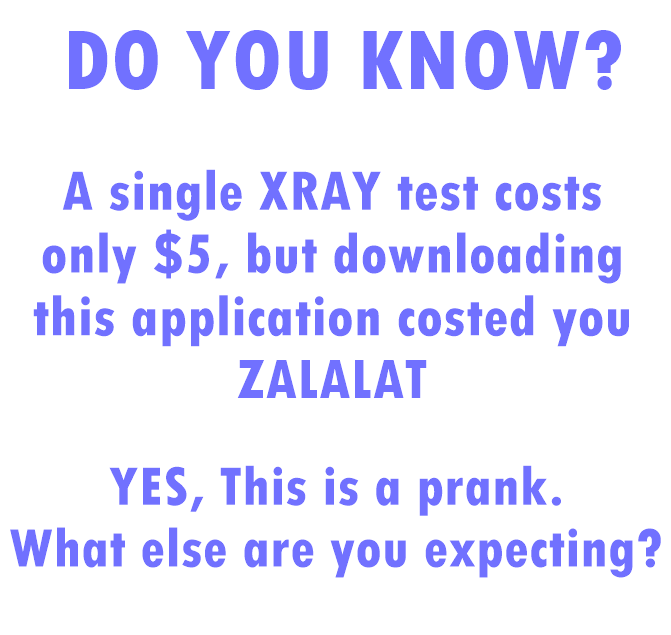 DO YOU KNOW?
A single XRAY test costs
only $5, but downloading
this application costed you
ZALALAT
YES, This is a prank.
What else are you expecting?